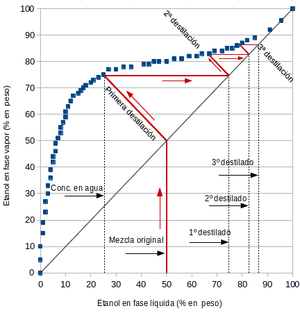 Etanol en fase vapor (% en peso)
100
90
80
70
60
50
40
30
20
10
0
2ª destilación
3ª destilación
Primera destilación
Conc. en agua
3º destilado
2º destilado
Mezcla original
1º destilado
0 10 20 30 40 50 60 70 80 90 100
Etanol en fase líquida (% en peso)